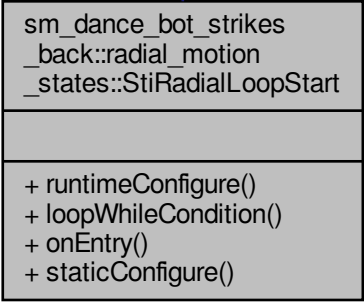 sm_dance_bot_strikes
_back::radial_motion
_states::StiRadialLoopStart
+ runtimeConfigure()
+ loopWhileCondition()
+ onEntry()
+ staticConfigure()